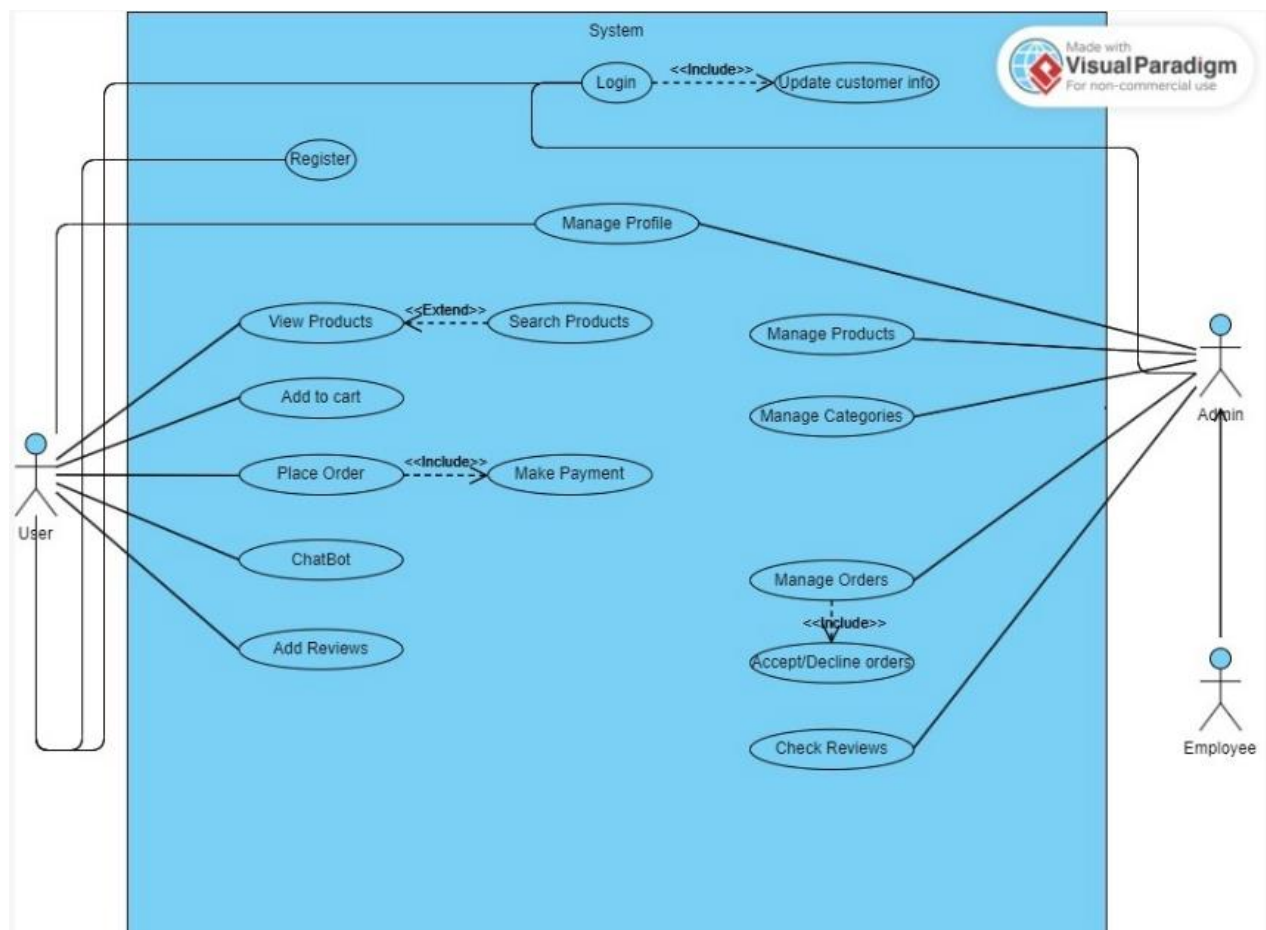 System
Made with
Visual Paradigm
For non-commercial use
Login
<<Include>>
Update customer info
Register
Manage Profile
View Products
<<Extend>>
Search Products
Manage Products
Add to cart
Manage Categories
Admin
Place Order
<<Include>>
Make Payment
User
ChatBot
Manage Orders
<<Include>>
Add Reviews
Accept/Decline orders
Check Reviews
Employee